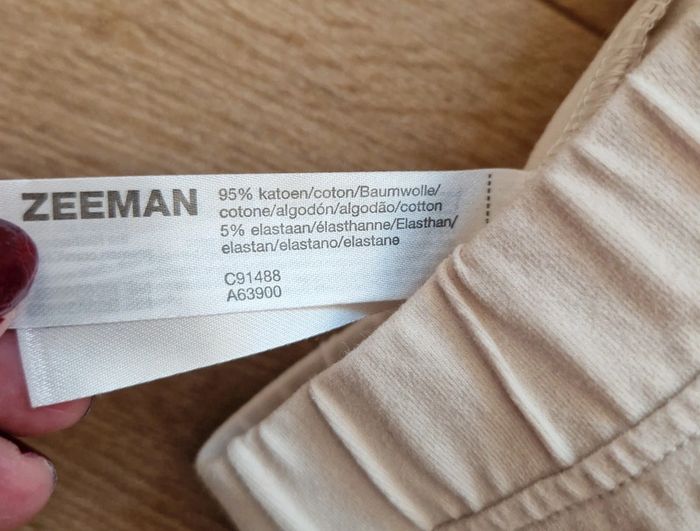 ZEEMAN
95% katoen/coton/Baumwolle/
cotone/algodón/algodão/cotton
5% elastaan/élasthanne/Elasthan/
elastan/elastano/elastane
C91488
A63900